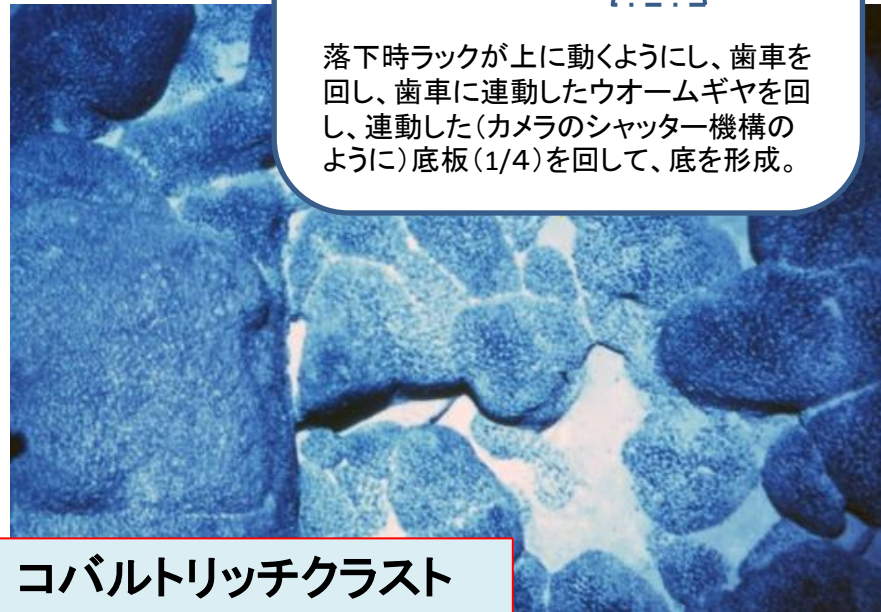 落下時ラックが上に動くようにし、歯車を
回し、歯車に連動したウオームギヤを回
し、連動した(カメラのシャッター機構の
ように)底板(1/4)を回して、底を形成。
コバルトリッチクラスト